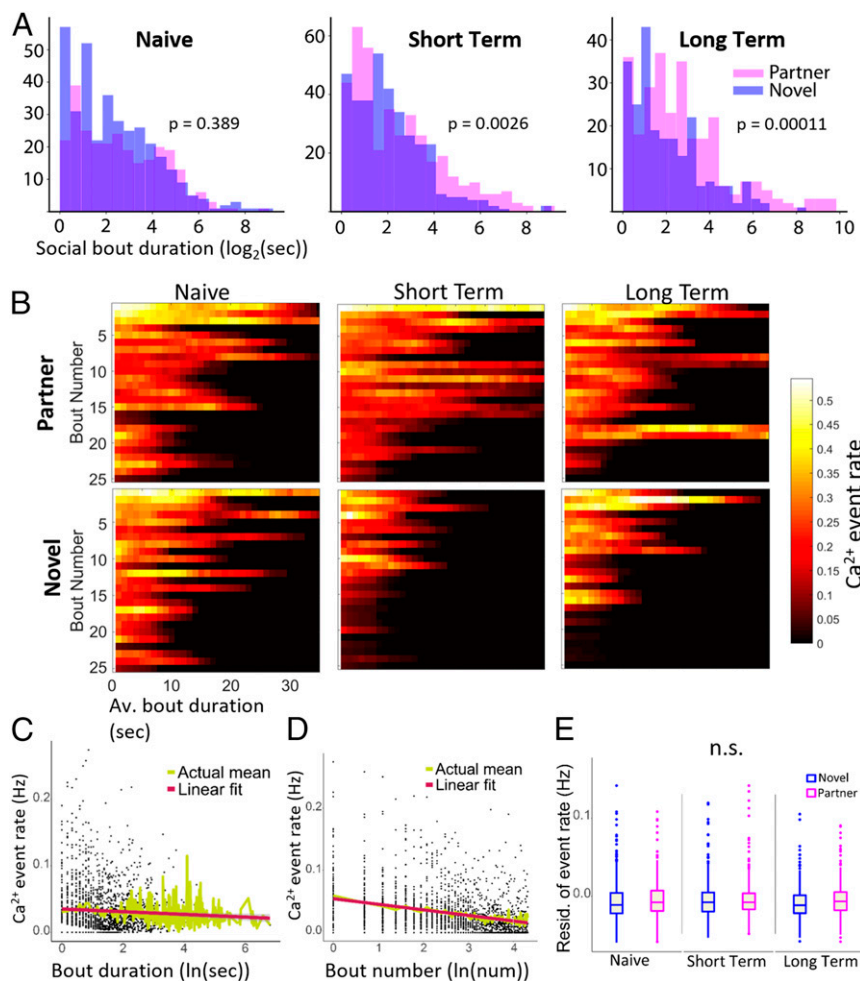 A
Naive
Short Term
Long Term
Partner
Novel
p = 0.389
p = 0.0026
p = 0.00011
50
40
30
20
10
60
40
20
40
30
20
10
0 2 4 6 8
0 2 4 6 8
0 2 4 6 8 10
Social bout duration (log₂(sec))
B
Naive
Short Term
Long Term
Partner
Bout Number
5
10
15
20
25
Novel
Bout Number
5
10
15
20
25
0 10 20 30
Av. bout duration
(sec)
0.5
0.45
0.4
0.35
0.3
0.25
0.2
0.15
0.1
0.05
0
Ca²⁺ event rate
C
Actual mean
Linear fit
Ca²⁺ event rate (Hz)
0.2
0.1
0.0
0 2 4 6
Bout duration (ln(sec))
D
Actual mean
Linear fit
Ca²⁺ event rate (Hz)
0.2
0.1
0.0
0 1 2 3 4
Bout number (ln(num))
E
n.s.
Novel
Partner
Resid. of event rate (Hz)
0.1
0.0
Naive
Short Term
Long Term